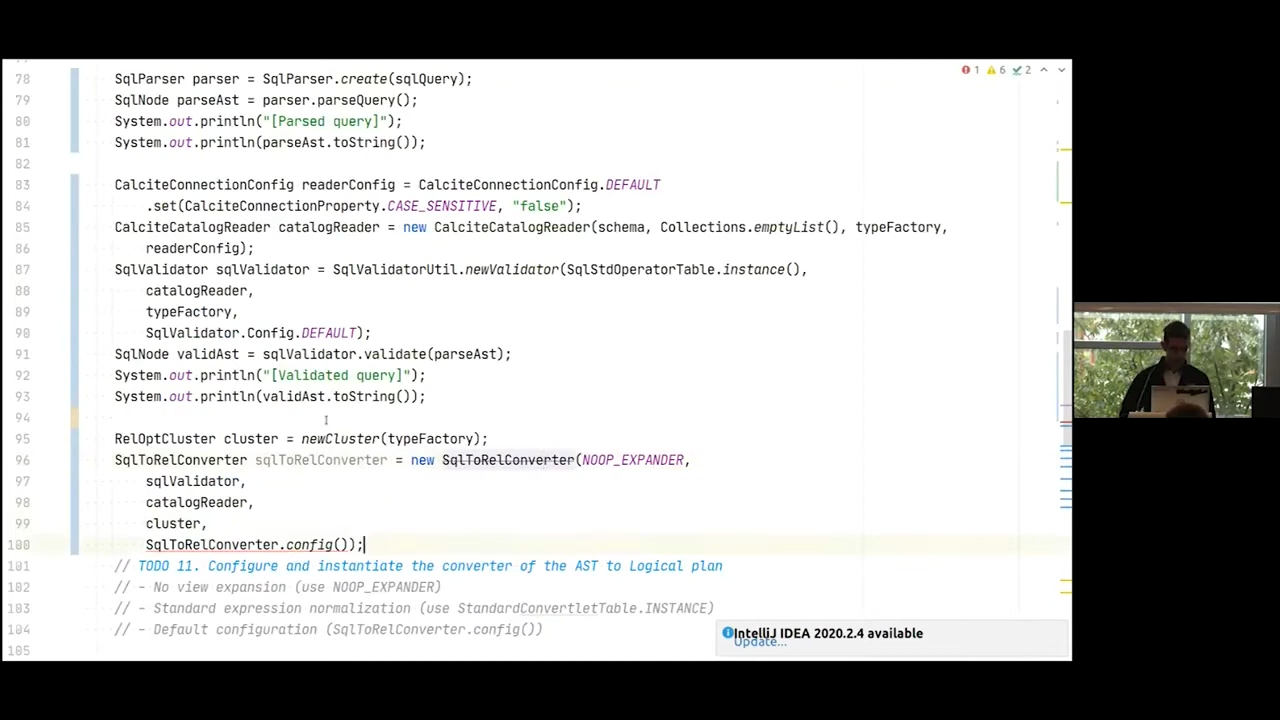 1 6 2
78 SqlParser parser = SqlParser.create(sqlQuery);
79 SqlNode parseAst = parser.parseQuery();
80 System.out.println("[Parsed query]");
81 System.out.println(parseAst.toString());
82
83 CalciteConnectionConfig readerConfig = CalciteConnectionConfig.DEFAULT
84 .set(CalciteConnectionProperty.CASE_SENSITIVE, "false");
85 CalciteCatalogReader catalogReader = new CalciteCatalogReader(schema, Collections.emptyList(), typeFactory,
86 readerConfig);
87 SqlValidator sqlValidator = SqlValidatorUtil.newValidator(SqlStdOperatorTable.instance(),
88 catalogReader,
89 typeFactory,
90 SqlValidator.Config.DEFAULT);
91 SqlNode validAst = sqlValidator.validate(parseAst);
92 System.out.println("[Validated query]");
93 System.out.println(validAst.toString());
94
95 RelOptCluster cluster = newCluster(typeFactory);
96 SqlToRelConverter sqlToRelConverter = new SqlToRelConverter(NOOP_EXPANDER,
97 sqlValidator,
98 catalogReader,
99 cluster,
100 SqlToRelConverter.config());
101 // TODO 11. Configure and instantiate the converter of the AST to Logical plan
102 // - No view expansion (use NOOP_EXPANDER)
103 // - Standard expression normalization (use StandardConvertletTable.INSTANCE)
104 // - Default configuration (SqlToRelConverter.config())
105
IntelliJ IDEA 2020.2.4 available
Update...